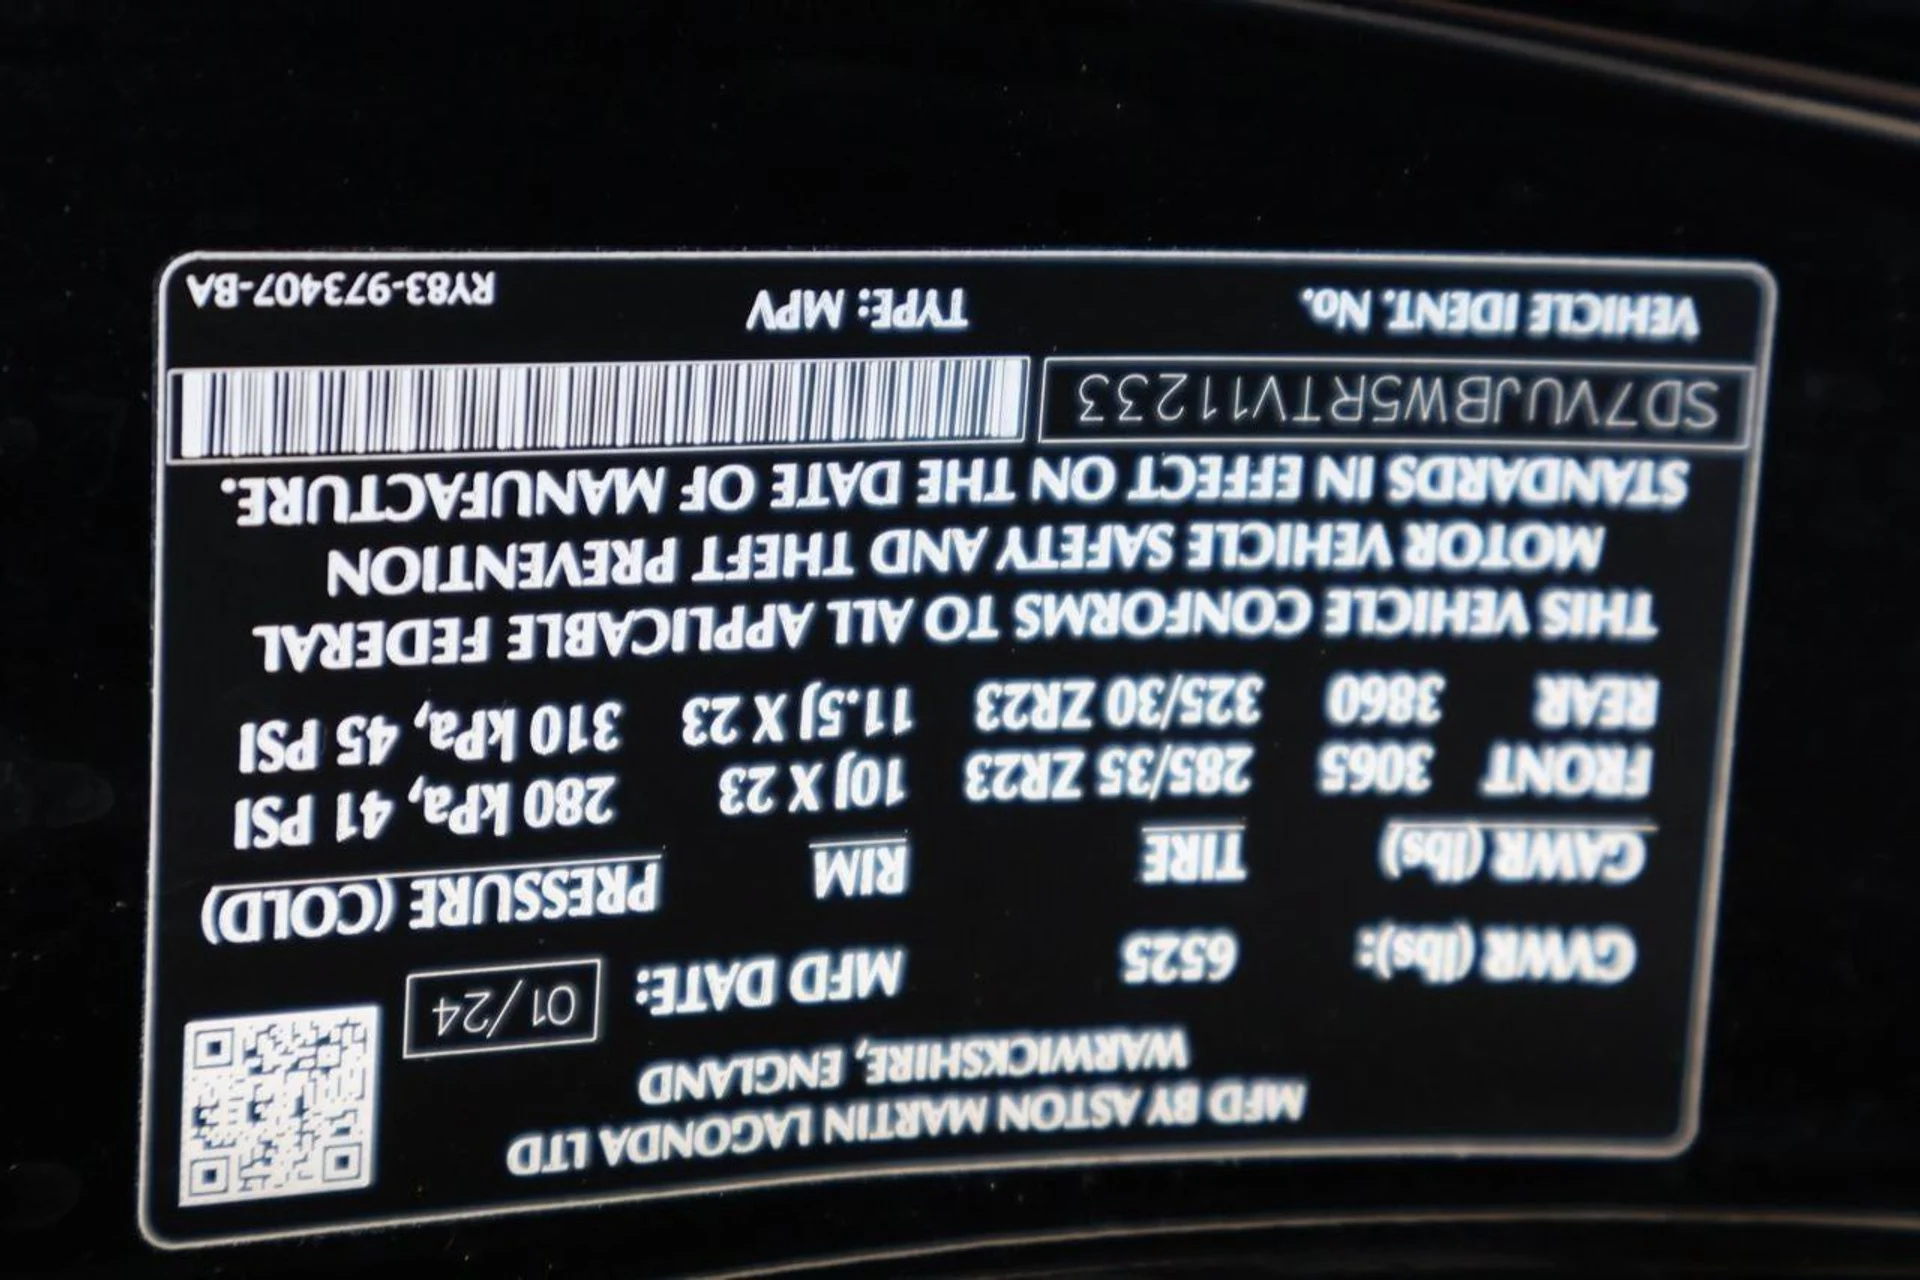 MFD BY ASTON MARTIN LAGONDA LTD
WARWICKSHIRE, ENGLAND
GVWR (lbs): 6525 MFD DATE: 01/24
GAWR (lbs) TIRE RIM PRESSURE (COLD)
FRONT 3065 285/35 ZR23 10J X 23 280 kPa, 41 PSI
REAR 3860 325/30 ZR23 11.5J X 23 310 kPa, 45 PSI
THIS VEHICLE CONFORMS TO ALL APPLICABLE FEDERAL
MOTOR VEHICLE SAFETY AND THEFT PREVENTION
STANDARDS IN EFFECT ON THE DATE OF MANUFACTURE.
SD7VUJBW5RTV11233
VEHICLE IDENT. No. TYPE: MPV RY83-973407-BA